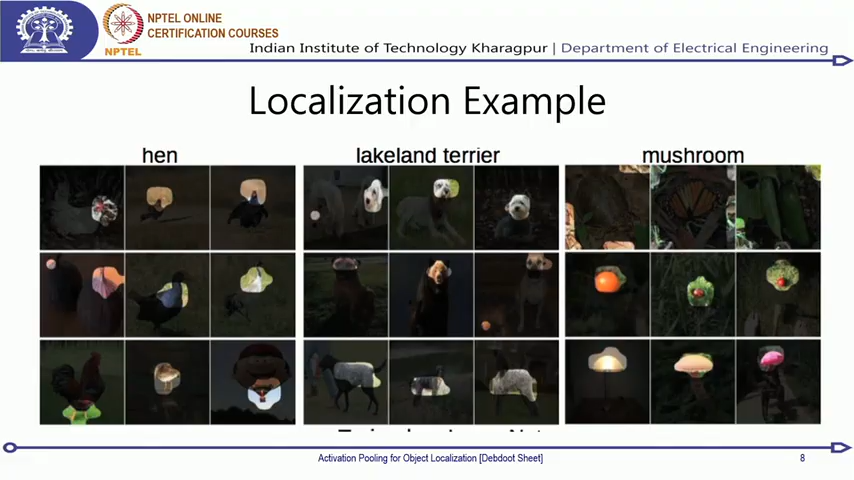 NPTEL ONLINE
CERTIFICATION COURSES
NPTEL
Indian Institute of Technology Kharagpur | Department of Electrical Engineering
Localization Example
hen
lakeland terrier
mushroom
Activation Pooling for Object Localization [Debdoot Sheet]
8